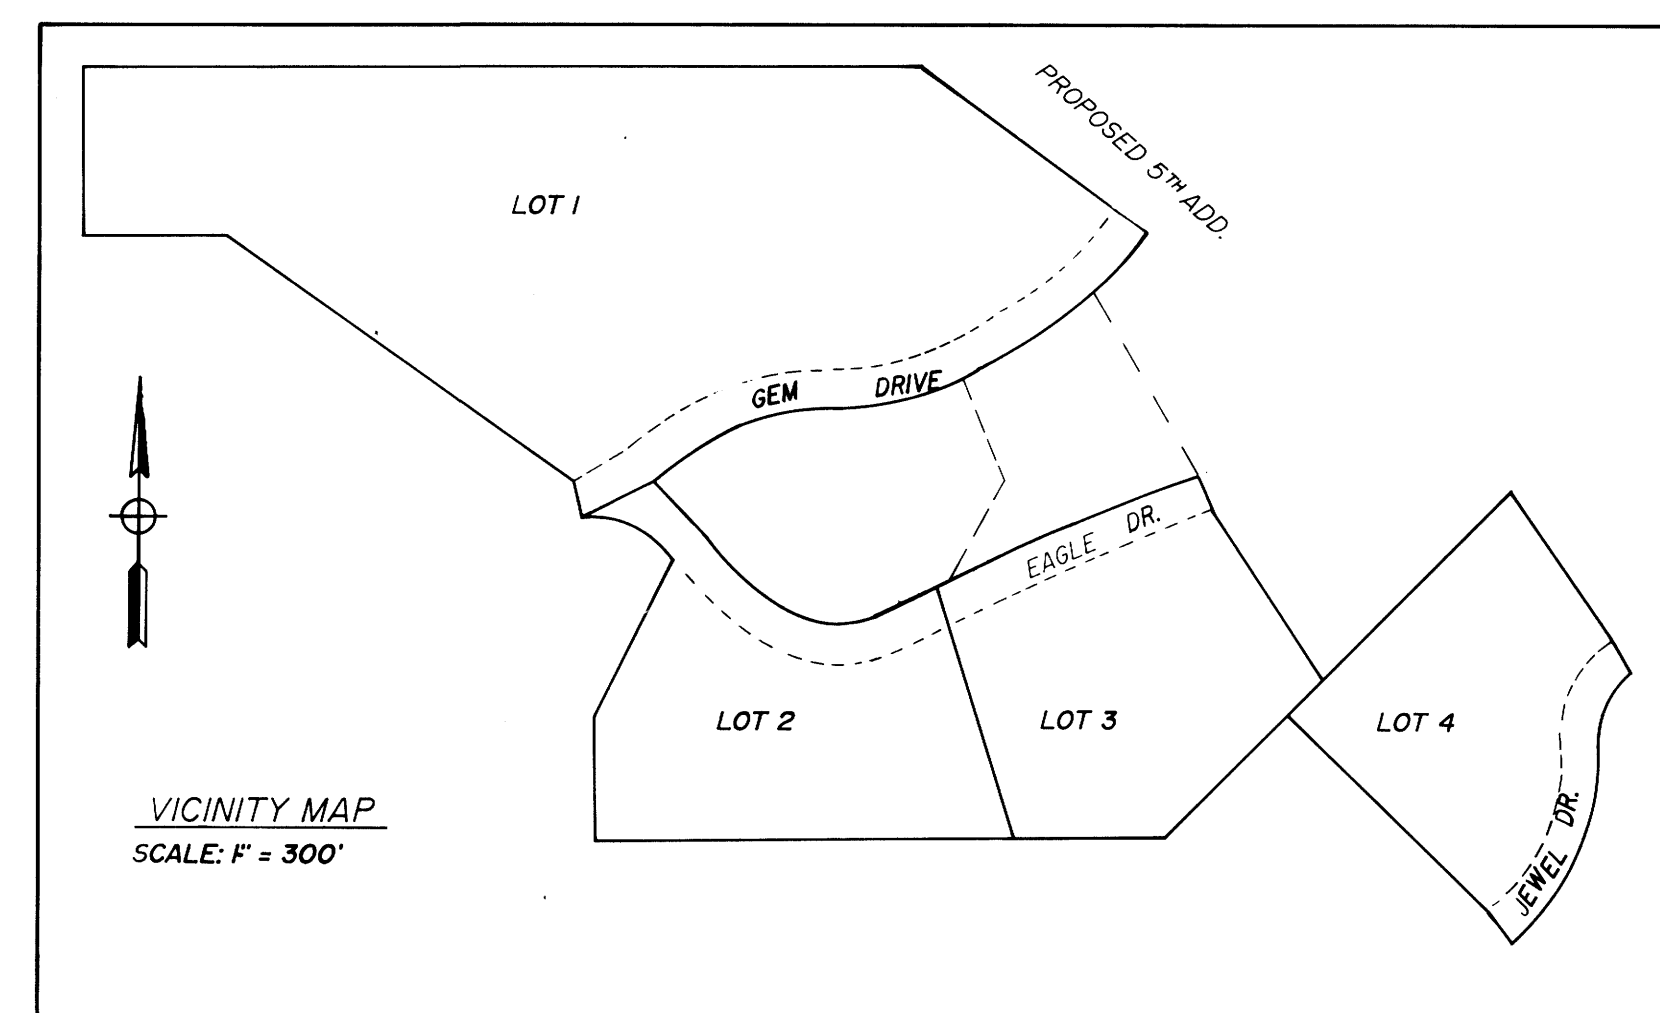 PROPOSED 5TH ADD.
LOT 1
GEM DRIVE
EAGLE DR.
LOT 2
LOT 3
LOT 4
JEWEL DR.
VICINITY MAP
SCALE: 1" = 300'